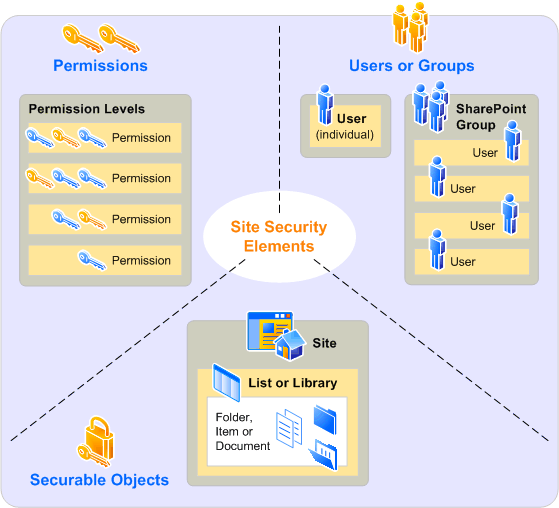 Permissions
Users or Groups
Permission Levels
Permission
Permission
Permission
Permission
User
(individual)
SharePoint
Group
User
User
User
User
Site Security
Elements
Site
List or Library
Folder,
Item or
Document
Securable Objects